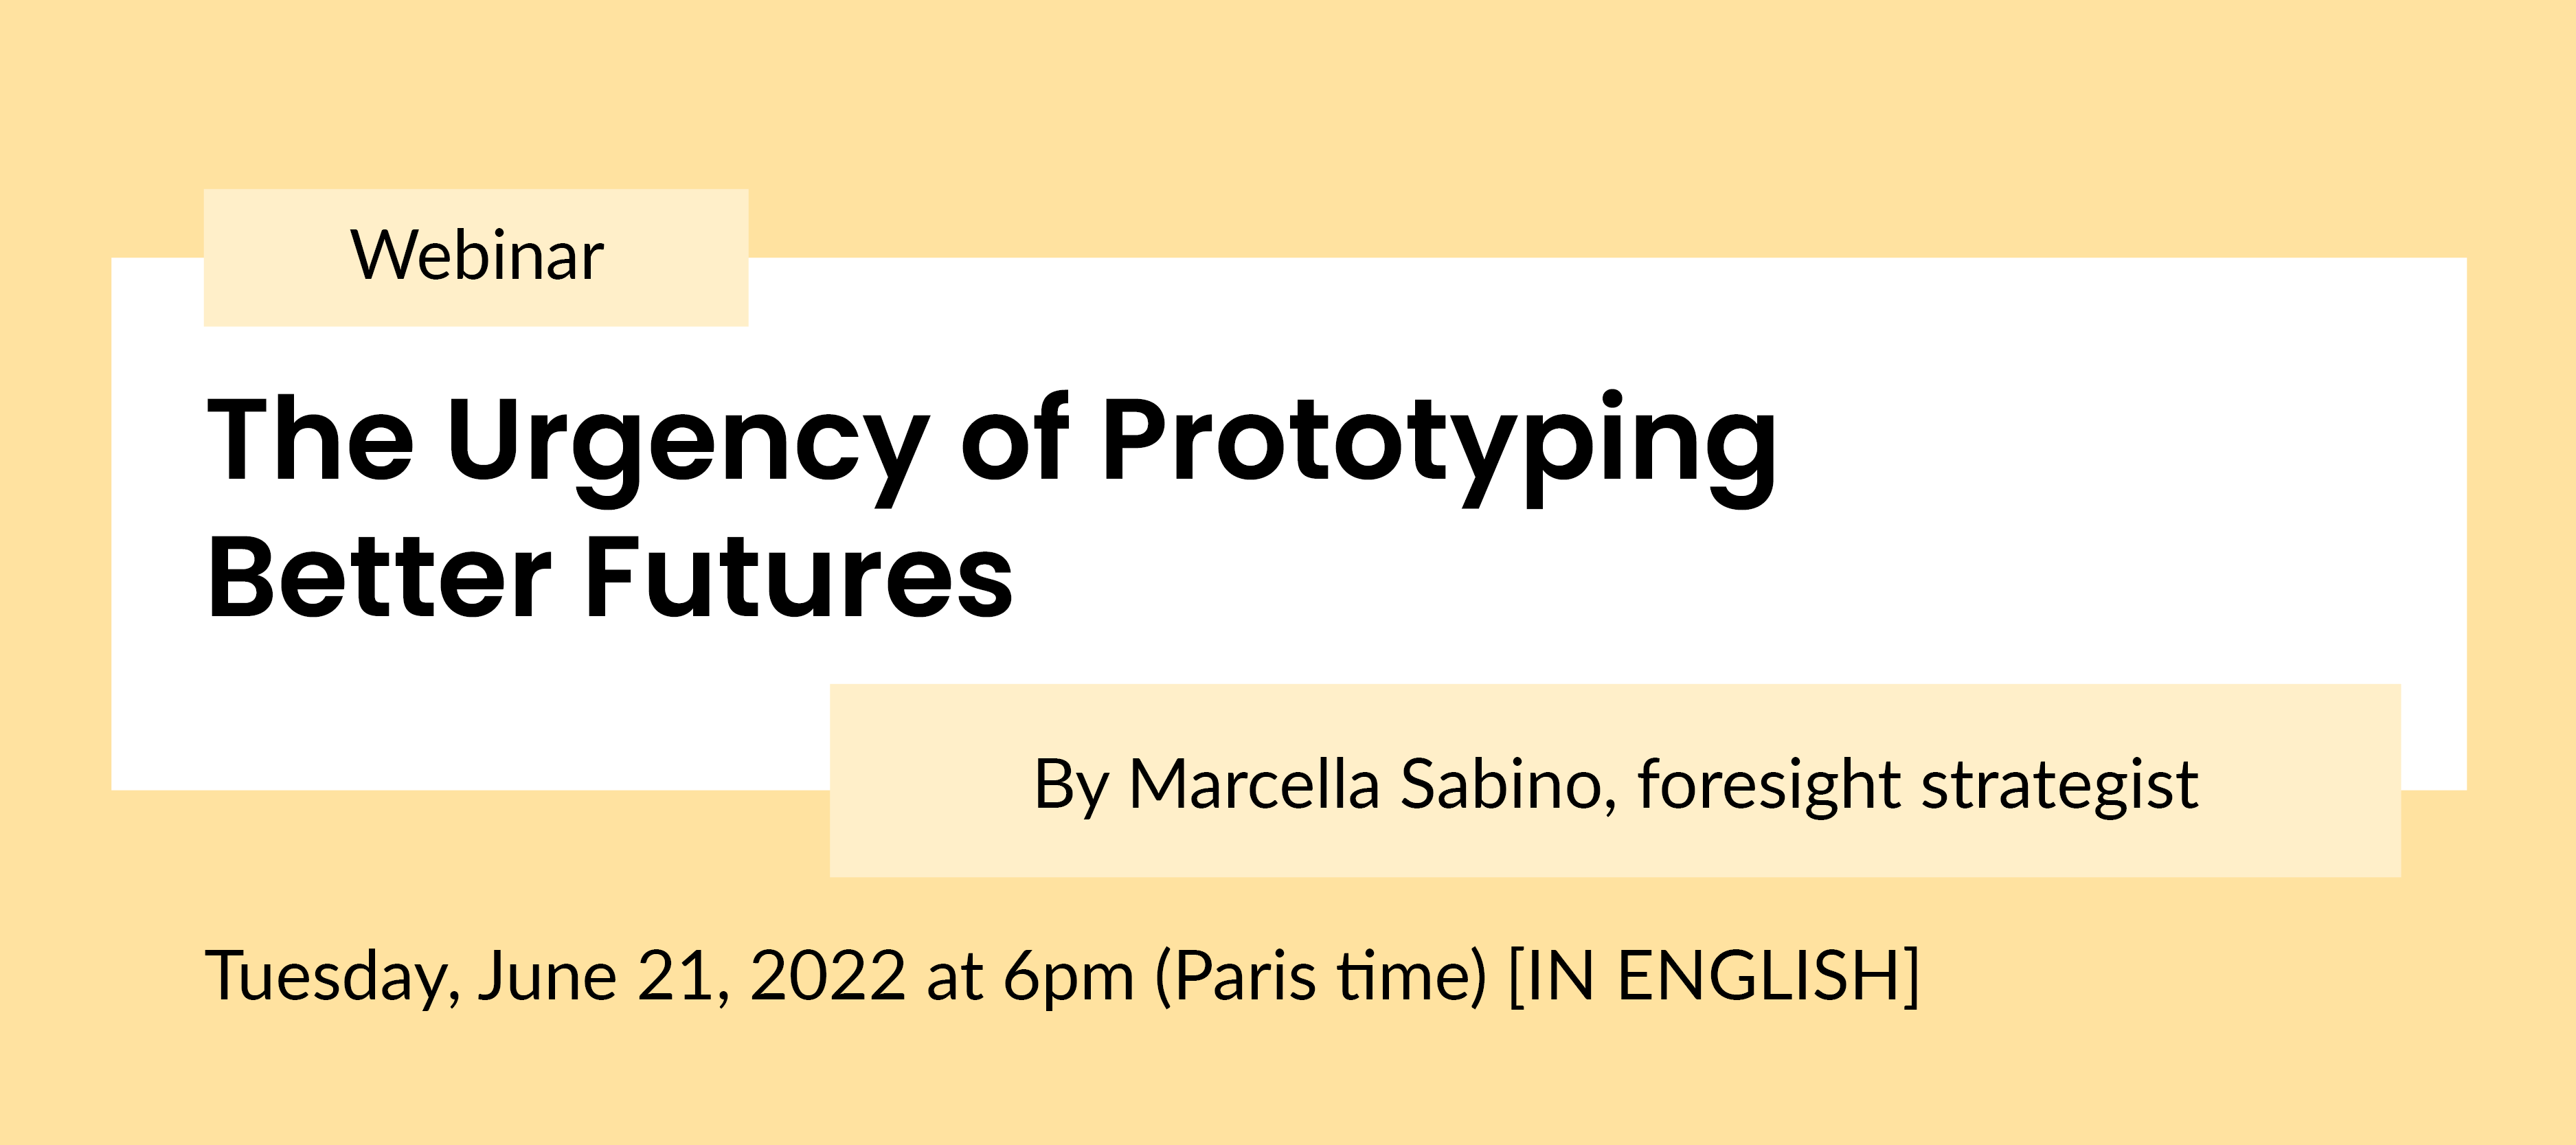 Webinar
The Urgency of Prototyping
Better Futures
By Marcella Sabino, foresight strategist
Tuesday, June 21, 2022 at 6pm (Paris time) [IN ENGLISH]